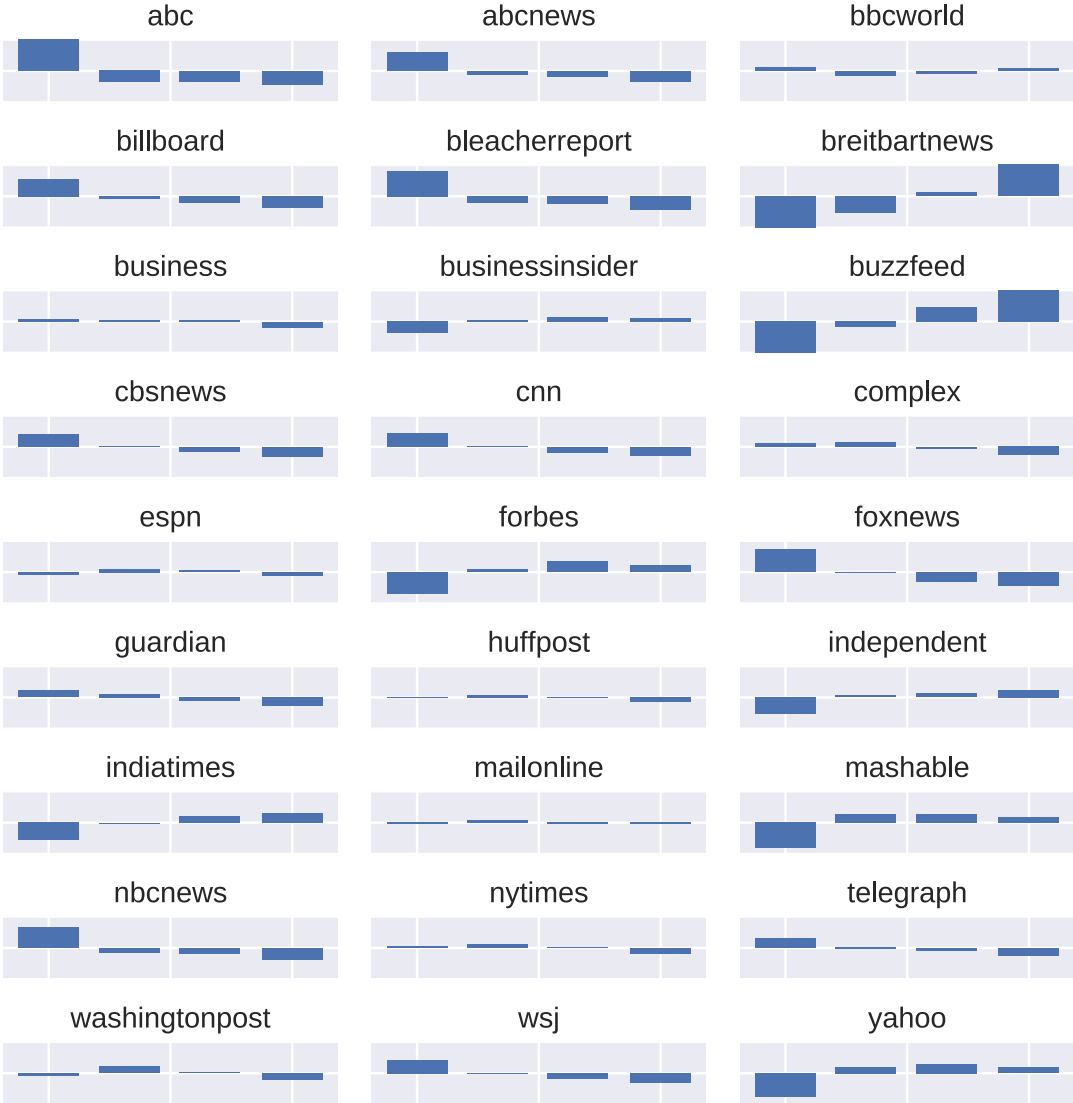 abc
abcnews
bbcworld
billboard
bleacherreport
breitbartnews
business
businessinsider
buzzfeed
cbsnews
cnn
complex
espn
forbes
foxnews
guardian
huffpost
independent
indiatimes
mailonline
mashable
nbcnews
nytimes
telegraph
washingtonpost
wsj
yahoo